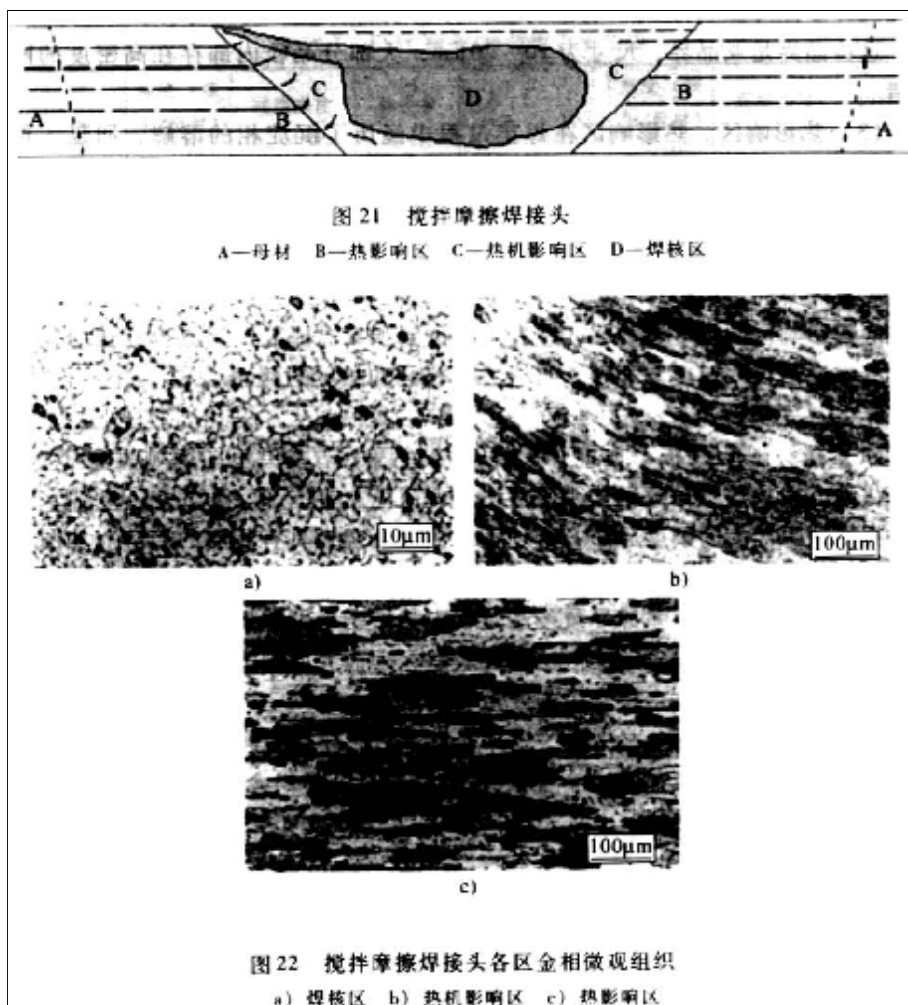 A B C D C B A
图 21 搅拌摩擦焊接头
A—母材 B—热影响区 C—热机影响区 D—焊核区
10μm 100μm
a) b)
100μm
c)
图 22 搅拌摩擦焊接头各区金相微观组织
a) 焊核区 b) 热机影响区 c) 热影响区